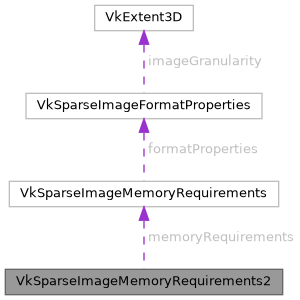 VkExtent3D
imageGranularity
VkSparseImageFormatProperties
formatProperties
VkSparseImageMemoryRequirements
memoryRequirements
VkSparseImageMemoryRequirements2